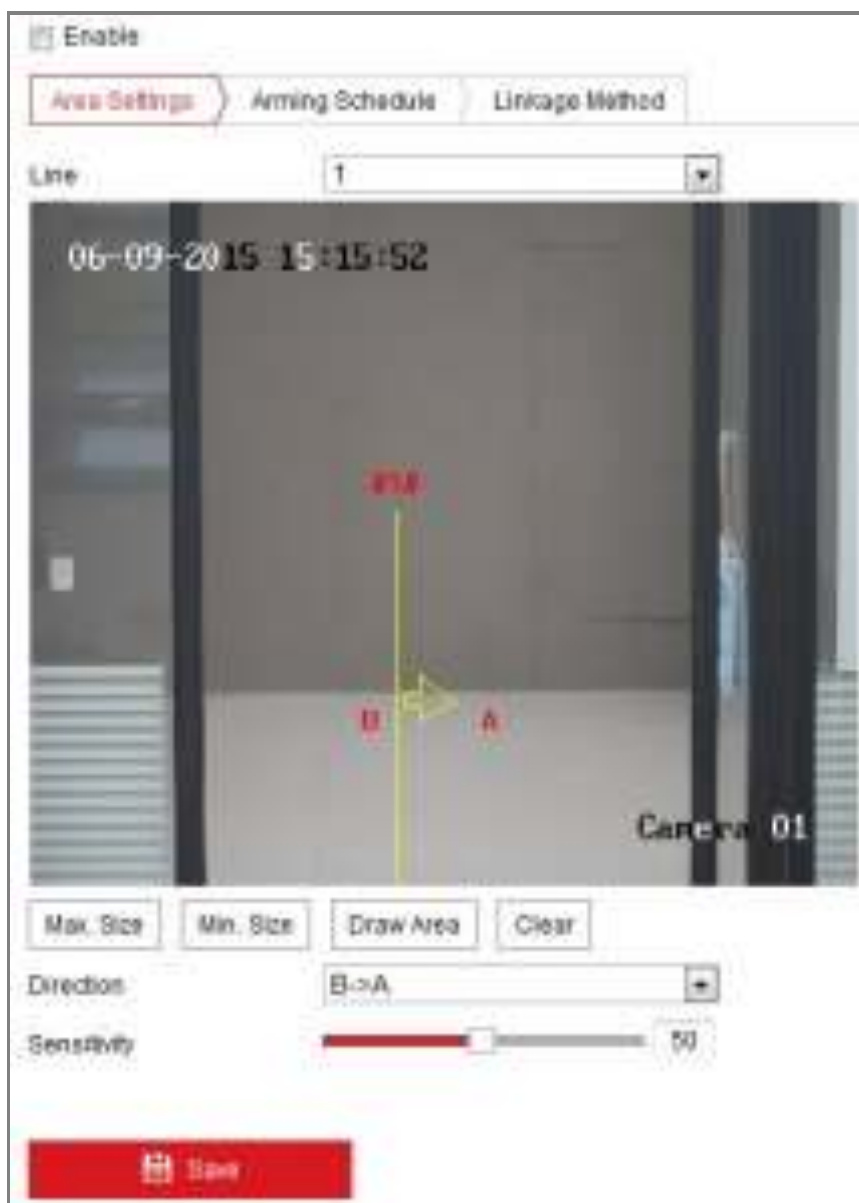 Enable
Area Settings Arming Schedule Linkage Method
Line 1
06-09-2015 15:15:52
B A
Camera 01
Max. Size Min. Size Draw Area Clear
Direction B->A
Sensitivity 50
Save